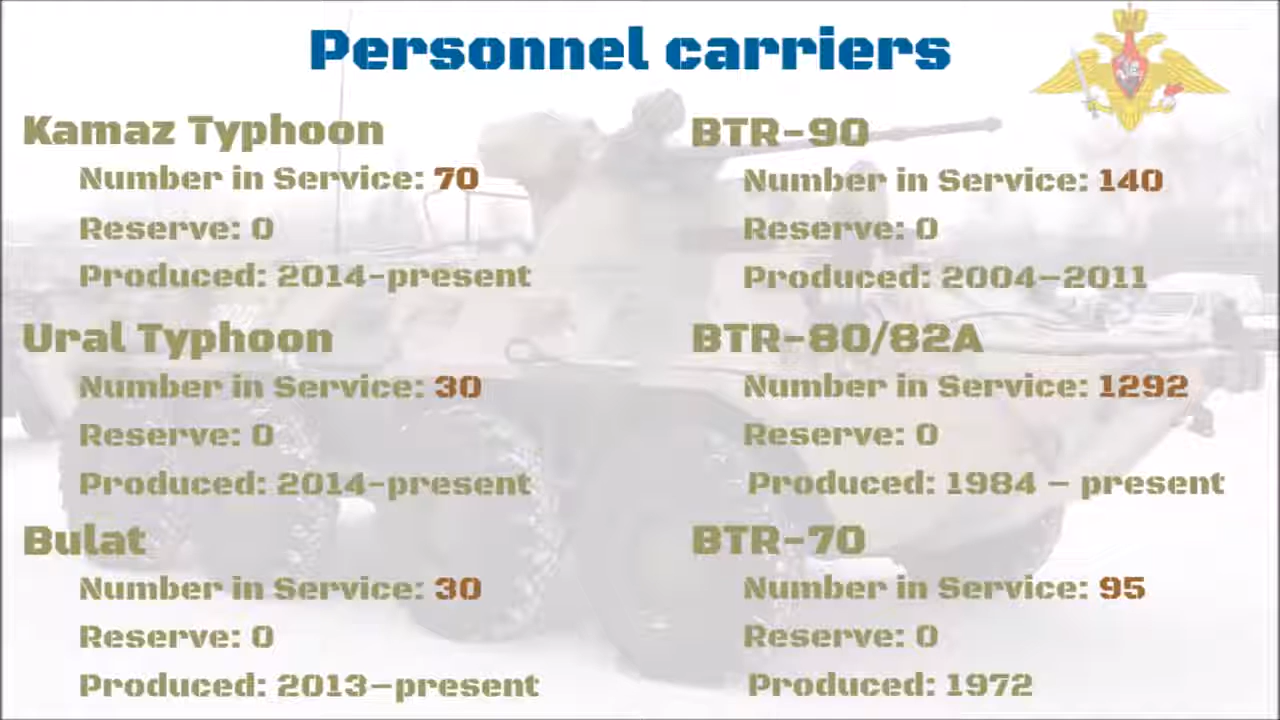 Personnel carriers
Kamaz Typhoon
Number in Service: 70
Reserve: 0
Produced: 2014-present
Ural Typhoon
Number in Service: 30
Reserve: 0
Produced: 2014-present
Bulat
Number in Service: 30
Reserve: 0
Produced: 2013–present
BTR-90
Number in Service: 140
Reserve: 0
Produced: 2004–2011
BTR-80/82A
Number in Service: 1292
Reserve: 0
Produced: 1984 – present
BTR-70
Number in Service: 95
Reserve: 0
Produced: 1972